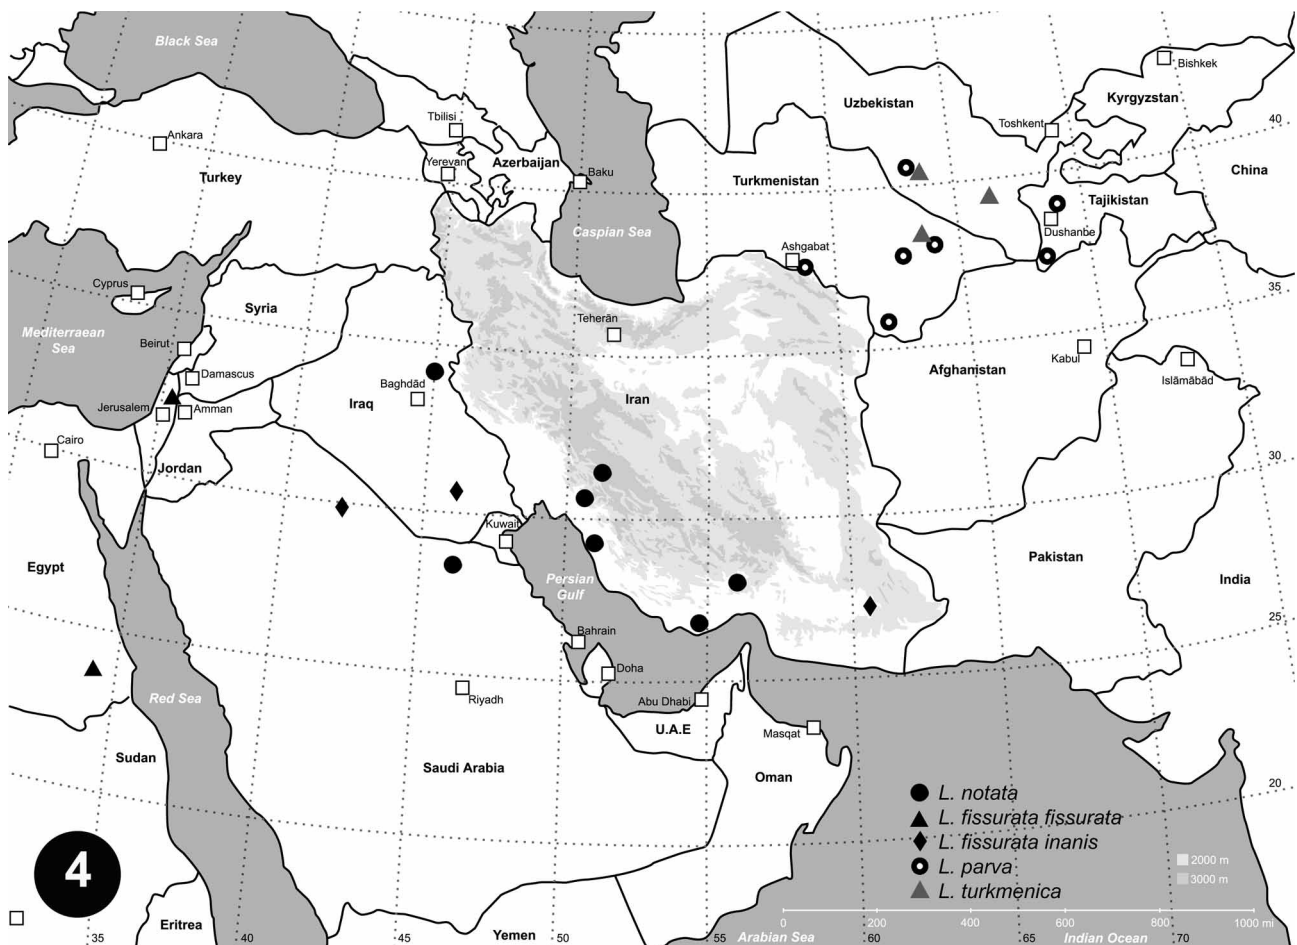 Black Sea
Bishkek
Kyrgyzstan
Uzbekistan
Toshkent
40
Tbilisi
Ankara
Yerevan
Azerbaijan
Baku
Turkey
Turkmenistan
China
Tajikistan
Dushanbe
Caspian Sea
Ashgabat
Cyprus
35
Syria
Teherān
Mediterraean
Sea
Beirut
Kabul
Islāmābād
Damascus
Afghanistan
Baghdād
Iraq
Iran
Jerusalem
Amman
Cairo
Jordan
30
Kuwait
Egypt
Pakistan
India
Persian
Gulf
25
Bahrain
Doha
Red Sea
Riyadh
Abu Dhabi
U.A.E
Masqat
Sudan
Saudi Arabia
Oman
20
L. notata
L. fissurata fissurata
L. fissurata inanis
L. parva
L. turkmenica
2000 m
3000 m
4
0 200 400 600 800 1000 mi
Eritrea
Yemen
Arabian Sea
Indian Ocean
35 40 45 50 55 60 65 70